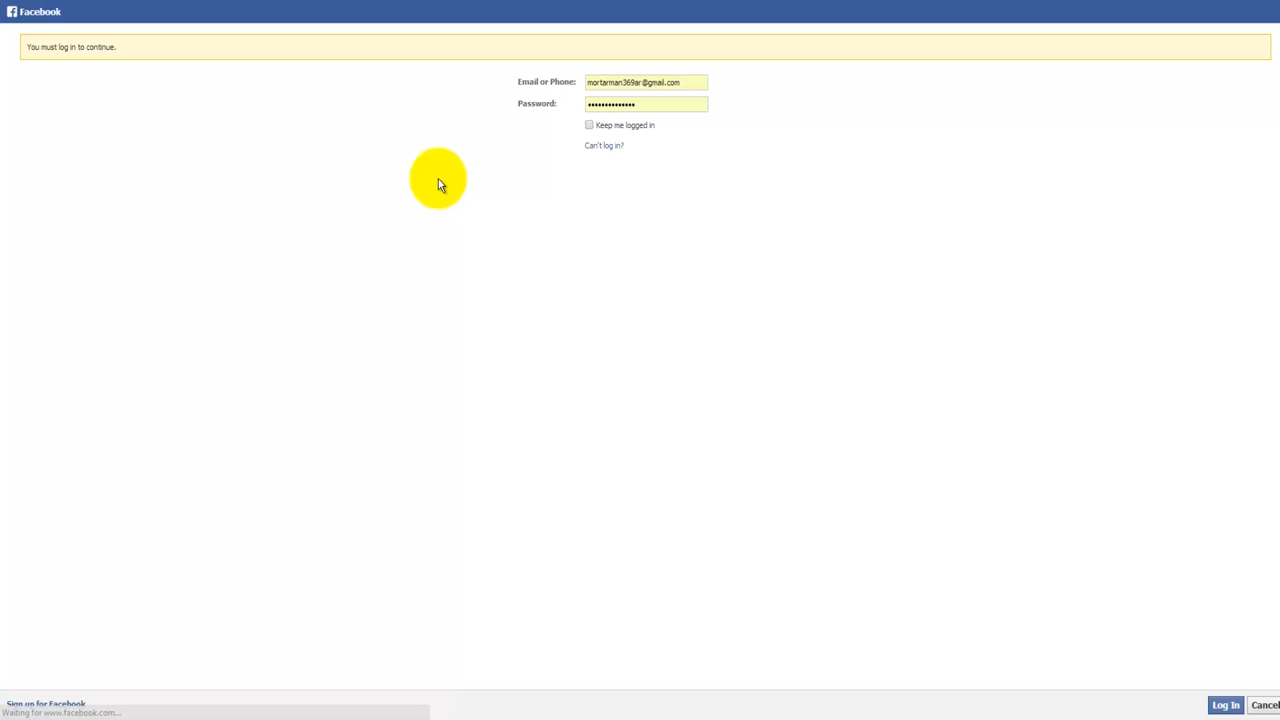 Facebook
You must log in to continue.
Email or Phone: mortarman369ar@gmail.com
Password: ••••••••••••••
Keep me logged in
Can't log in?
Sign up for Facebook
Log In Cancel
Waiting for www.facebook.com...